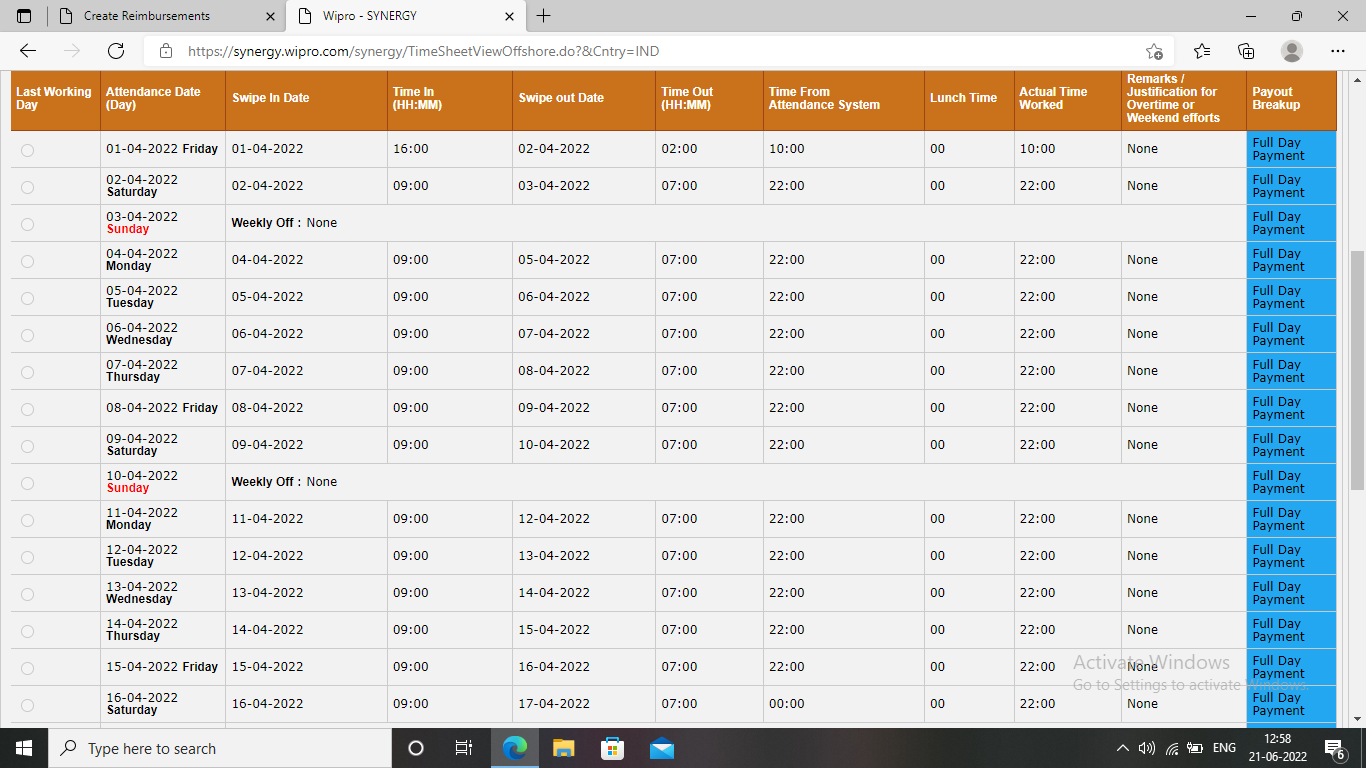 Create Reimbursements
Wipro - SYNERGY
https://synergy.wipro.com/synergy/TimeSheetViewOffshore.do?&Cntry=IND
Last Working Day Attendance Date (Day) Swipe In Date Time In (HH:MM) Swipe out Date Time Out (HH:MM) Time From Attendance System Lunch Time Actual Time Worked Remarks / Justification for Overtime or Weekend efforts Payout Breakup
01-04-2022 Friday 01-04-2022 16:00 02-04-2022 02:00 10:00 00 10:00 None Full Day Payment
02-04-2022 Saturday 02-04-2022 09:00 03-04-2022 07:00 22:00 00 22:00 None Full Day Payment
03-04-2022 Sunday Weekly Off : None Full Day Payment
04-04-2022 Monday 04-04-2022 09:00 05-04-2022 07:00 22:00 00 22:00 None Full Day Payment
05-04-2022 Tuesday 05-04-2022 09:00 06-04-2022 07:00 22:00 00 22:00 None Full Day Payment
06-04-2022 Wednesday 06-04-2022 09:00 07-04-2022 07:00 22:00 00 22:00 None Full Day Payment
07-04-2022 Thursday 07-04-2022 09:00 08-04-2022 07:00 22:00 00 22:00 None Full Day Payment
08-04-2022 Friday 08-04-2022 09:00 09-04-2022 07:00 22:00 00 22:00 None Full Day Payment
09-04-2022 Saturday 09-04-2022 09:00 10-04-2022 07:00 22:00 00 22:00 None Full Day Payment
10-04-2022 Sunday Weekly Off : None Full Day Payment
11-04-2022 Monday 11-04-2022 09:00 12-04-2022 07:00 22:00 00 22:00 None Full Day Payment
12-04-2022 Tuesday 12-04-2022 09:00 13-04-2022 07:00 22:00 00 22:00 None Full Day Payment
13-04-2022 Wednesday 13-04-2022 09:00 14-04-2022 07:00 22:00 00 22:00 None Full Day Payment
14-04-2022 Thursday 14-04-2022 09:00 15-04-2022 07:00 22:00 00 22:00 None Full Day Payment
15-04-2022 Friday 15-04-2022 09:00 16-04-2022 07:00 22:00 00 22:00 None Full Day Payment
16-04-2022 Saturday 16-04-2022 09:00 17-04-2022 07:00 00:00 00 22:00 None Full Day Payment
Activate Windows
Go to Settings to activate Windows.
Type here to search
ENG
12:58
21-06-2022
6